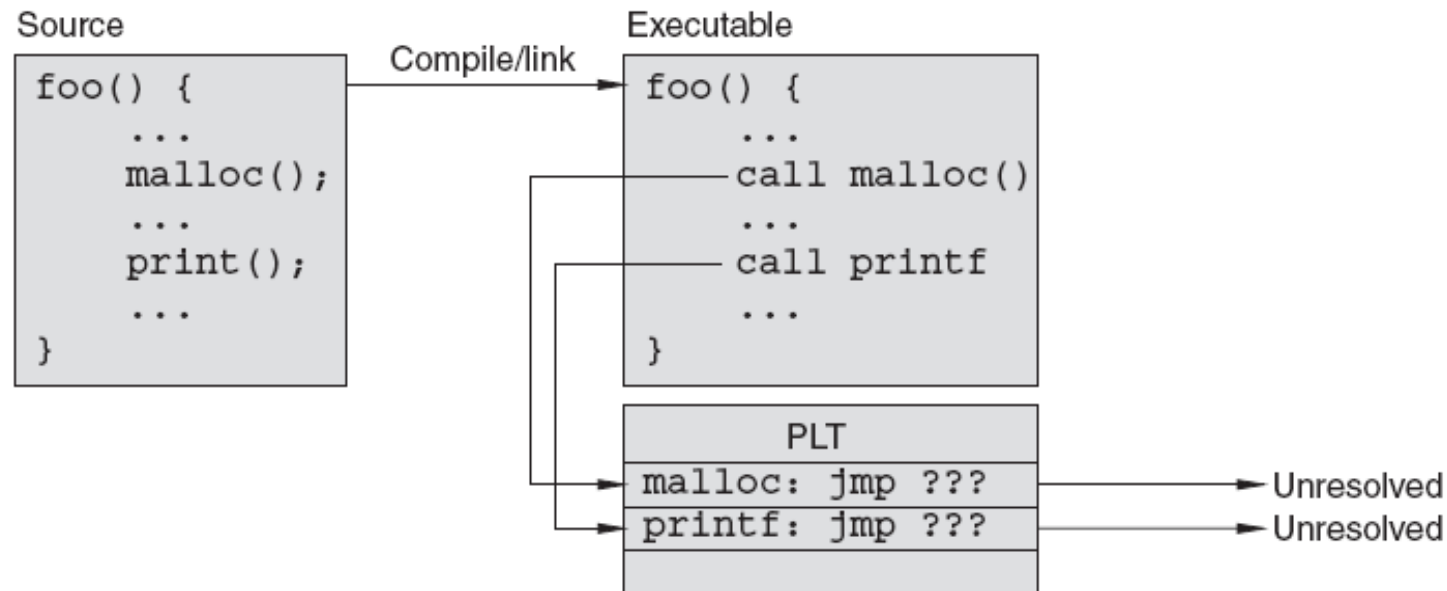 Source
foo() {
...
malloc();
...
print();
...
}
Compile/link
Executable
foo() {
...
call malloc()
...
call printf
...
}
PLT
malloc: jmp ???
printf: jmp ???
Unresolved
Unresolved